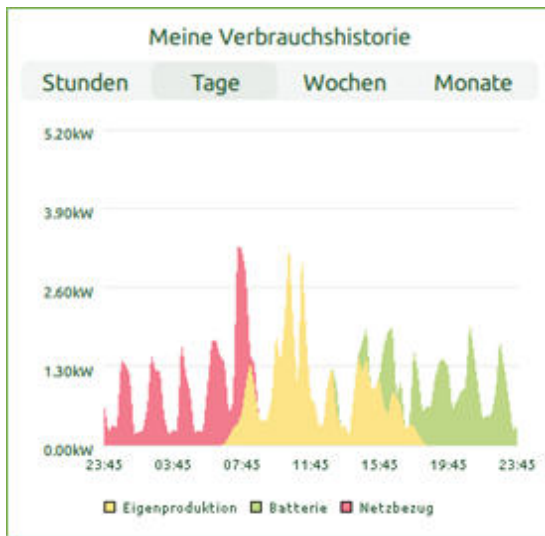 Meine Verbrauchshistorie
Stunden Tage Wochen Monate
5.20kW
3.90kW
2.60kW
1.30kW
0.00kW
23:45 03:45 07:45 11:45 15:45 19:45 23:45
Eigenproduktion Batterie Netzbezug